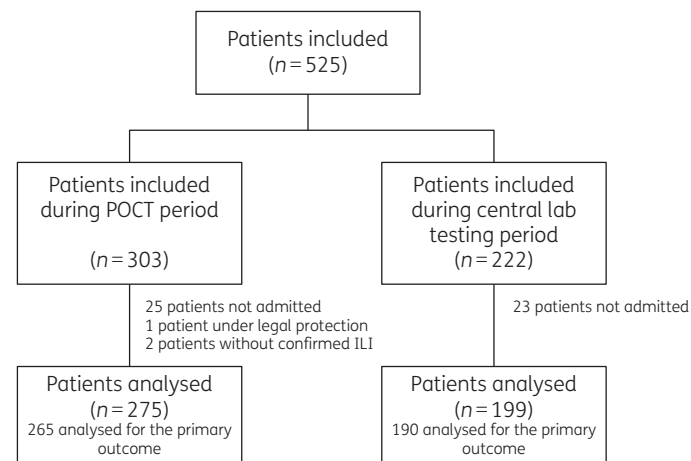 Patients included
(n=525)
Patients included
during POCT period
(n=303)
Patients included
during central lab
testing period
(n=222)
25 patients not admitted
1 patient under legal protection
2 patients without confirmed ILI
23 patients not admitted
Patients analysed
(n=275)
265 analysed for the primary
outcome
Patients analysed
(n=199)
190 analysed for the primary
outcome